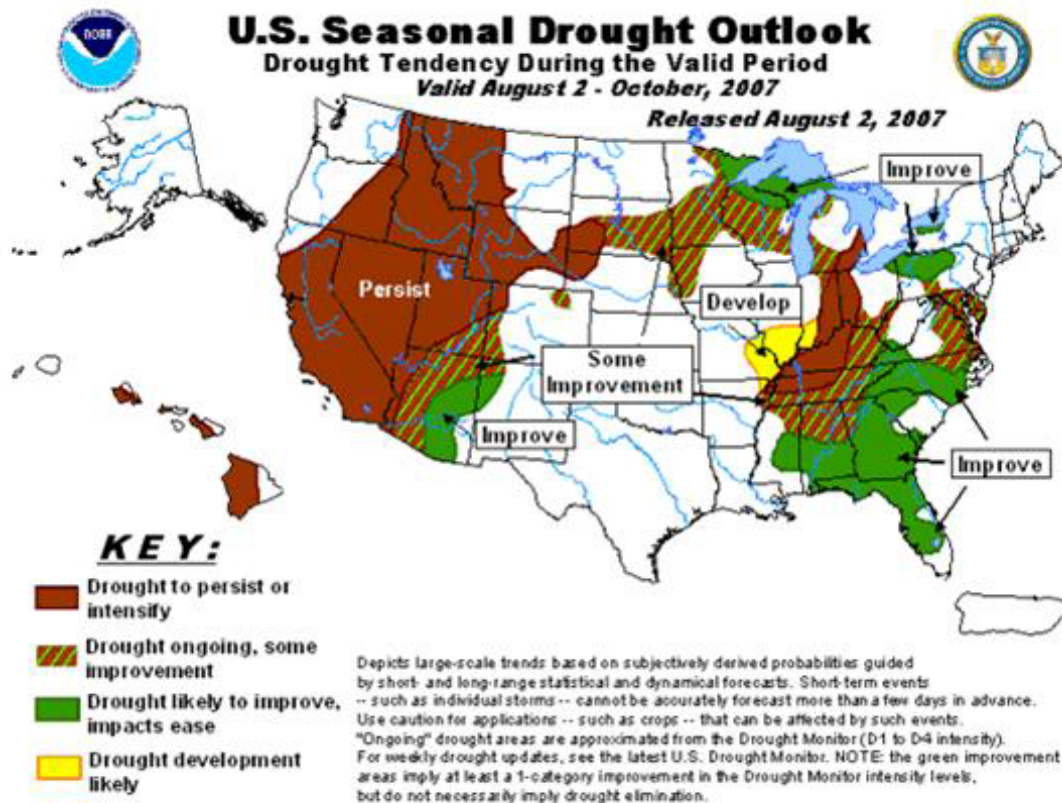 U.S. Seasonal Drought Outlook
Drought Tendency During the Valid Period
Valid August 2 - October, 2007
Released August 2, 2007
NOAA
Improve
Persist
Develop
Some
Improvement
Improve
Improve
KEY:
Drought to persist or
intensify
Drought ongoing, some
improvement
Drought likely to improve,
impacts ease
Drought development
likely
Depicts large-scale trends based on subjectively derived probabilities guided
by short- and long-range statistical and dynamical forecasts. Short-term events
-- such as individual storms -- cannot be accurately forecast more than a few days in advance.
Use caution for applications -- such as crops -- that can be affected by such events.
"Ongoing" drought areas are approximated from the Drought Monitor (D1 to D4 intensity).
For weekly drought updates, see the latest U.S. Drought Monitor. NOTE: the green improvement
areas imply at least a 1-category improvement in the Drought Monitor intensity levels,
but do not necessarily imply drought elimination.